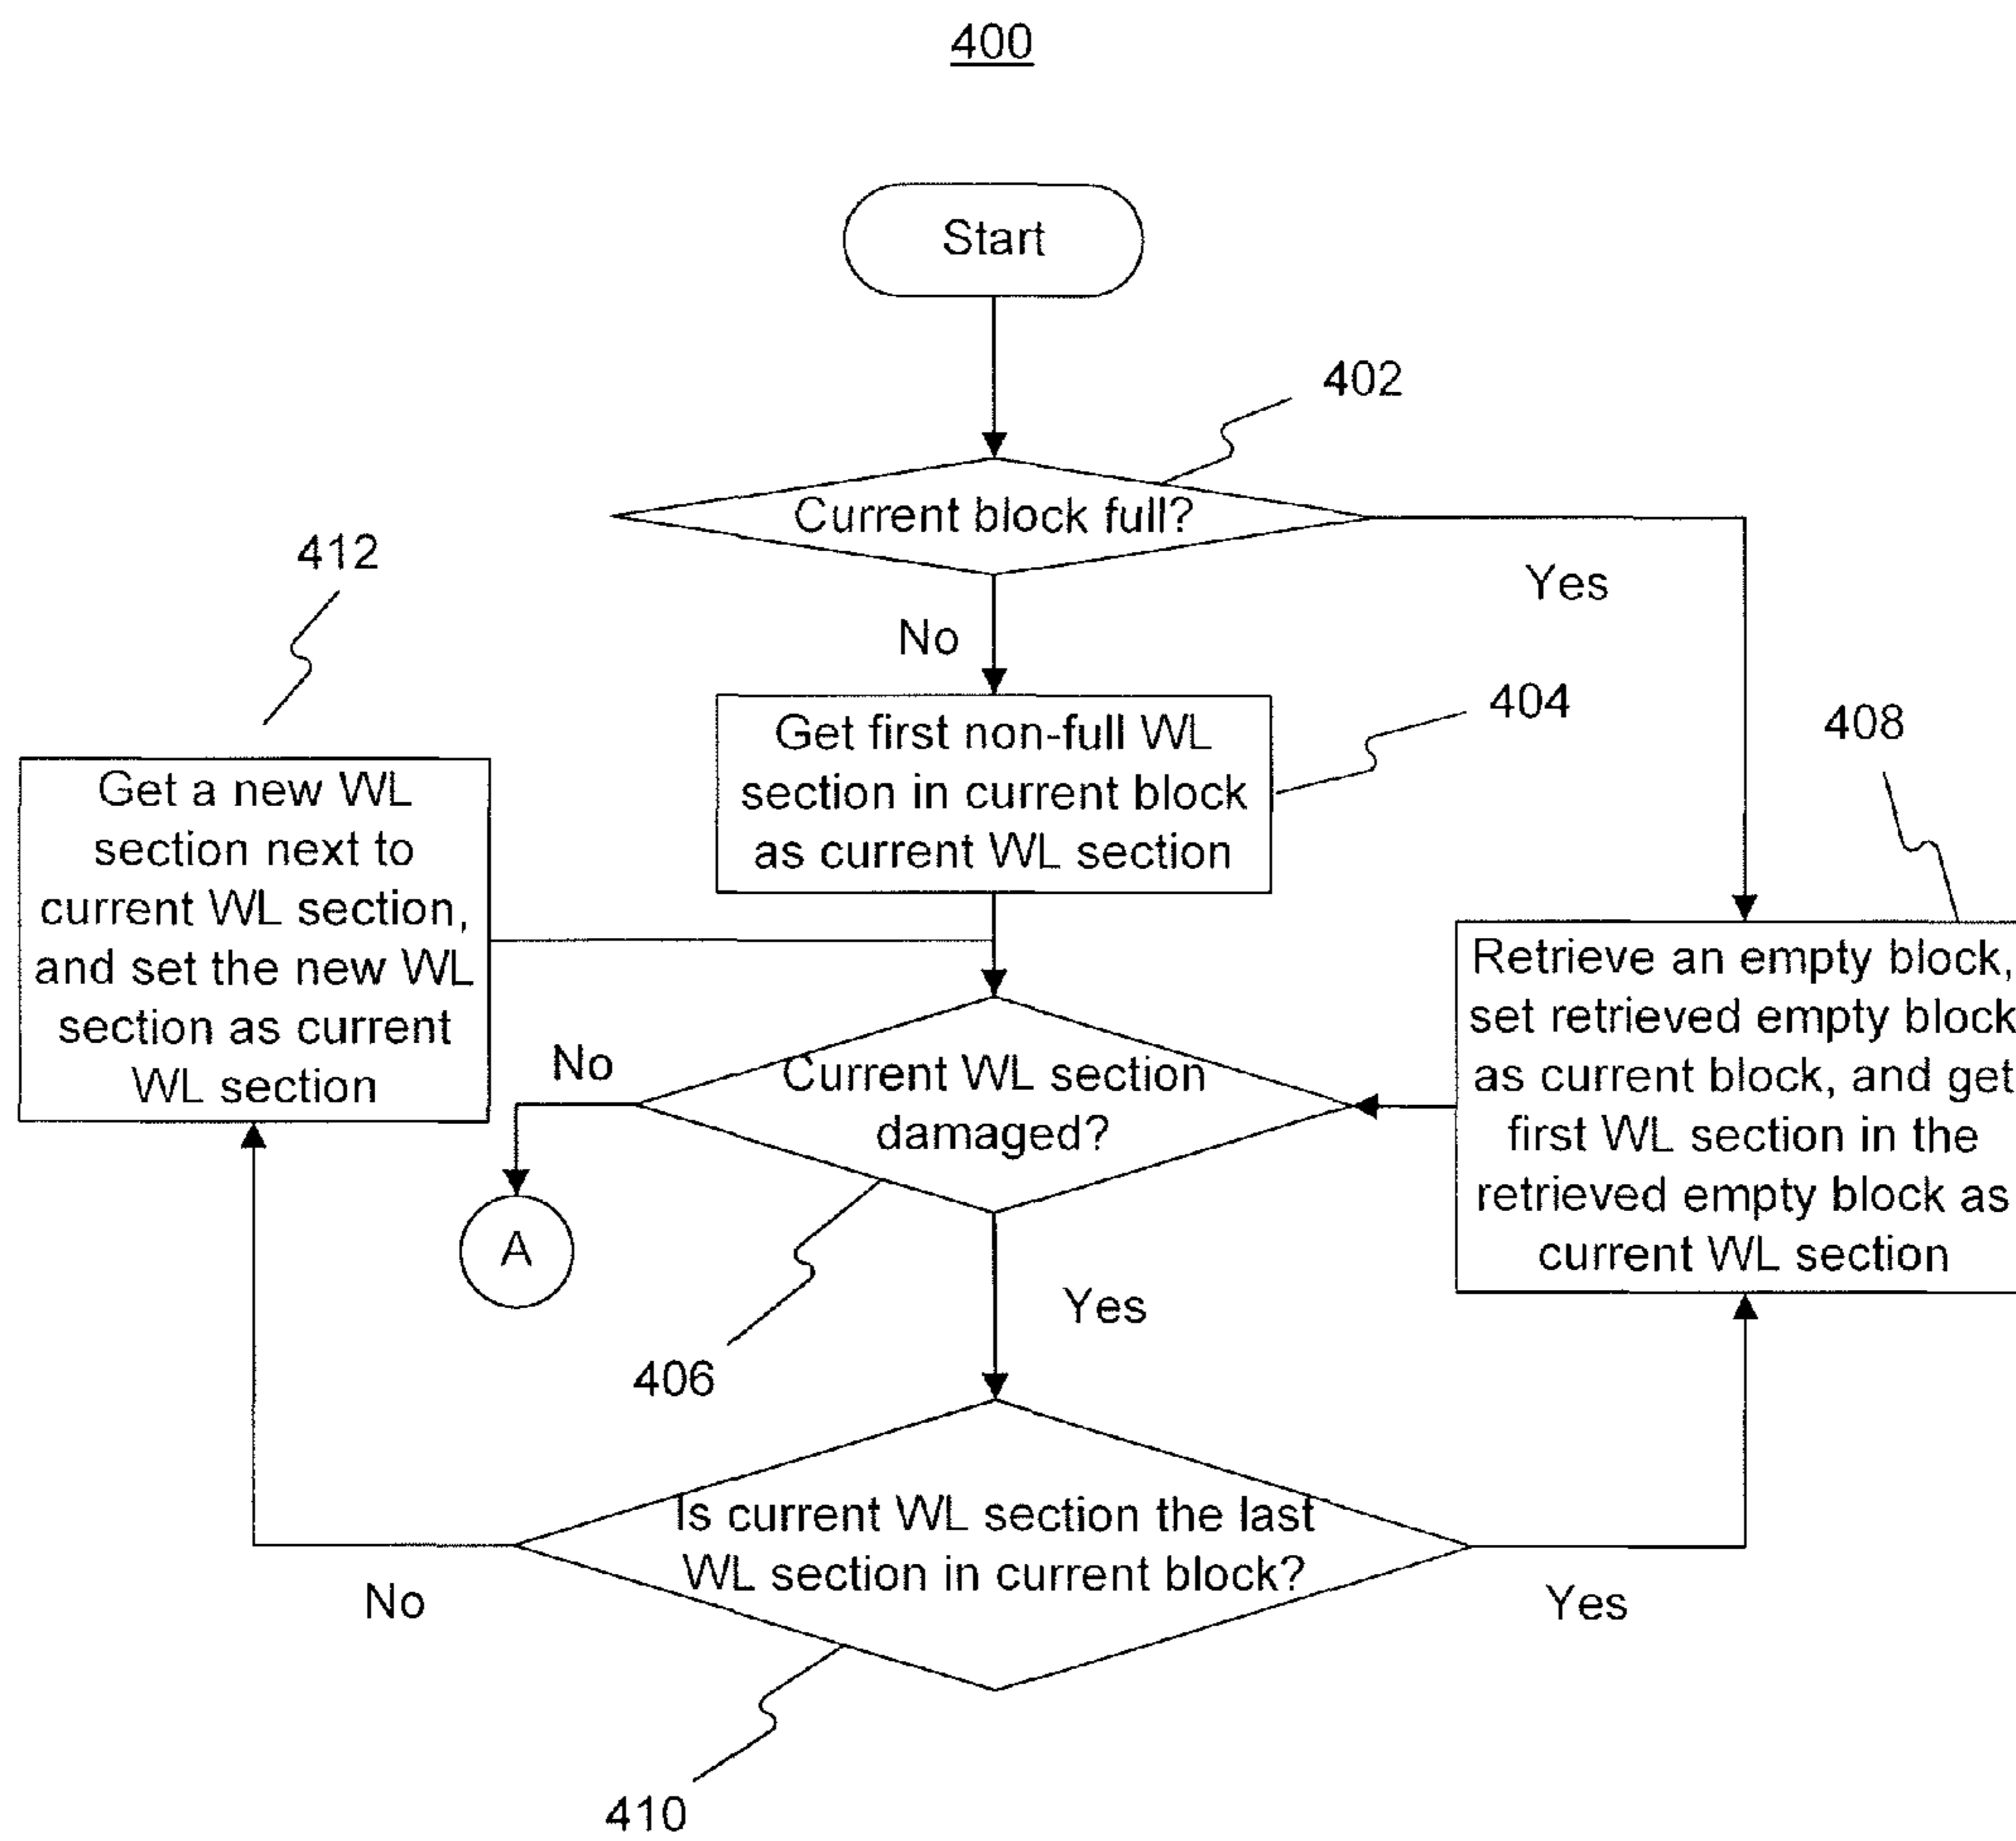 400
Start
402
Current block full?
Yes
412
No
Get first non-full WL
section in current block
as current WL section
404
408
Get a new WL
section next to
current WL section,
and set the new WL
section as current
WL section
Retrieve an empty block,
set retrieved empty block
as current block, and get
first WL section in the
retrieved empty block as
current WL section
No
Current WL section
damaged?
A
Yes
406
Is current WL section the last
WL section in current block?
No
Yes
410